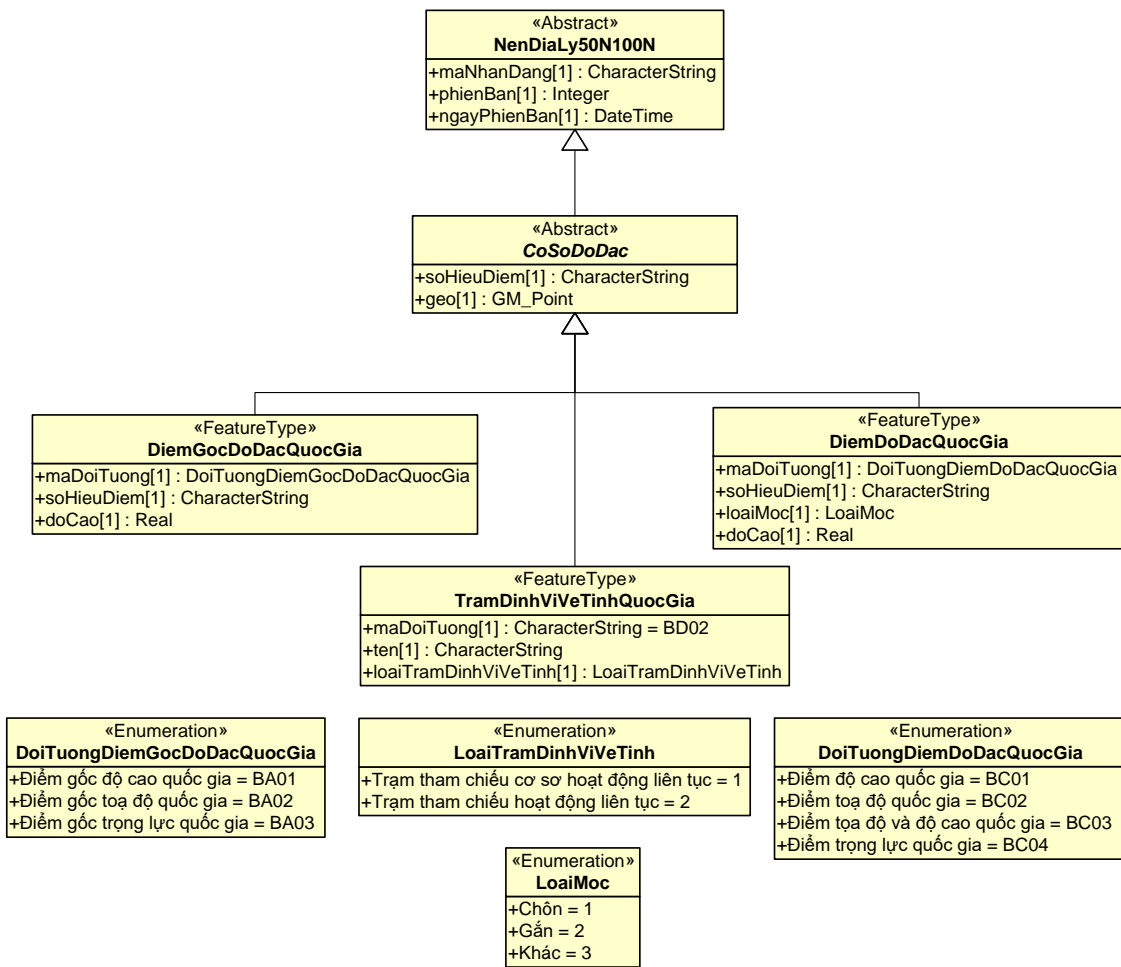 «Abstract»
NenDiaLy50N100N
+maNhanDang[1] : CharacterString
+phienBan[1] : Integer
+ngayPhienBan[1] : DateTime
«Abstract»
CoSoDoDac
+soHieuDiem[1] : CharacterString
+geo[1] : GM_Point
«FeatureType»
DiemGocDoDacQuocGia
+maDoiTuong[1] : DoiTuongDiemGocDoDacQuocGia
+soHieuDiem[1] : CharacterString
+doCao[1] : Real
«FeatureType»
DiemDoDacQuocGia
+maDoiTuong[1] : DoiTuongDiemDoDacQuocGia
+soHieuDiem[1] : CharacterString
+loaiMoc[1] : LoaiMoc
+doCao[1] : Real
«FeatureType»
TramDinhViVeTinhQuocGia
+maDoiTuong[1] : CharacterString = BD02
+ten[1] : CharacterString
+loaiTramDinhViVeTinh[1] : LoaiTramDinhViVeTinh
«Enumeration»
DoiTuongDiemGocDoDacQuocGia
+Điểm gốc độ cao quốc gia = BA01
+Điểm gốc toạ độ quốc gia = BA02
+Điểm gốc trọng lực quốc gia = BA03
«Enumeration»
LoaiTramDinhViVeTinh
+Trạm tham chiếu cơ sơ hoạt động liên tục = 1
+Trạm tham chiếu hoạt động liên tục = 2
«Enumeration»
DoiTuongDiemDoDacQuocGia
+Điểm độ cao quốc gia = BC01
+Điểm toạ độ quốc gia = BC02
+Điểm tọa độ và độ cao quốc gia = BC03
+Điểm trọng lực quốc gia = BC04
«Enumeration»
LoaiMoc
+Chôn = 1
+Gắn = 2
+Khác = 3